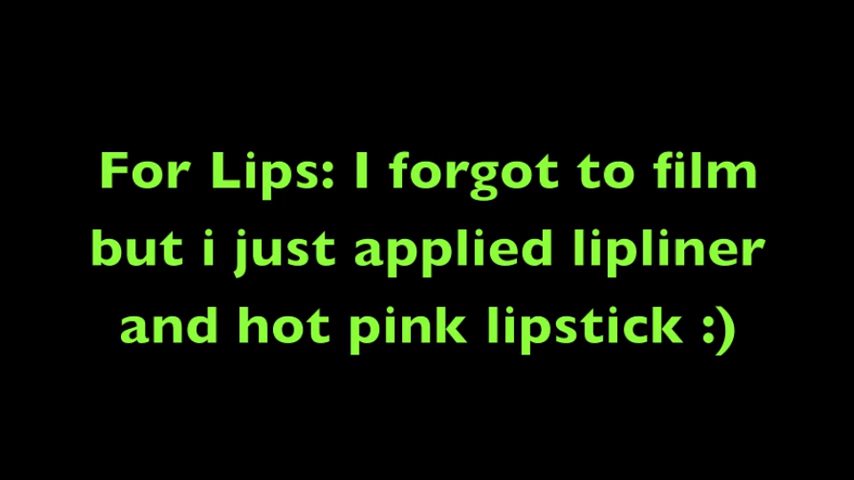 For Lips: I forgot to film
but i just applied lipliner
and hot pink lipstick :)